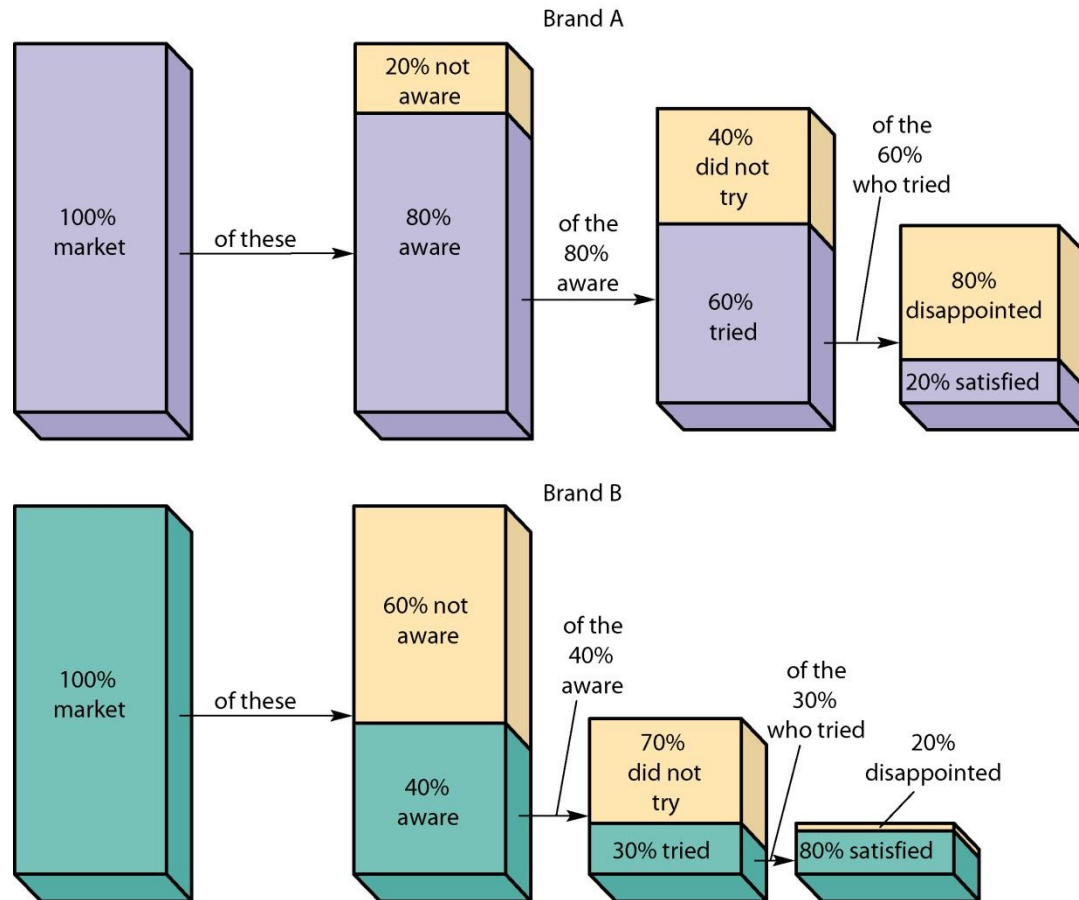 Brand A
100%
market
of these
20% not
aware
80%
aware
of the
80%
aware
40%
did not
try
60%
tried
of the
60%
who tried
80%
disappointed
20% satisfied
Brand B
100%
market
of these
60% not
aware
40%
aware
of the
40%
aware
70%
did not
try
30% tried
of the
30%
who tried
20%
disappointed
80% satisfied